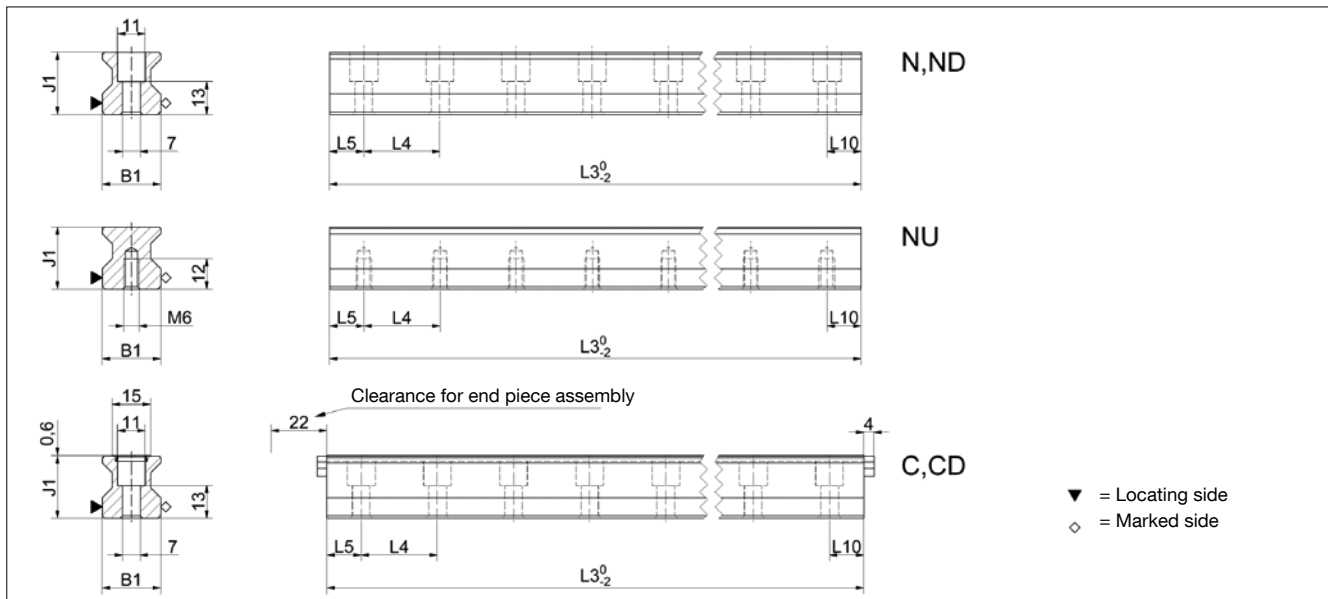 11
N,ND
J1
13
7
L5 L4 L10
B1
L3 0 -2
NU
J1
12
M6
L5 L4 L10
B1
L3 0 -2
Clearance for end piece assembly
15
22
4
11
0,6
C,CD
J1
13
▼ = Locating side
◇ = Marked side
7
L5 L4 L10
B1
L3 0 -2